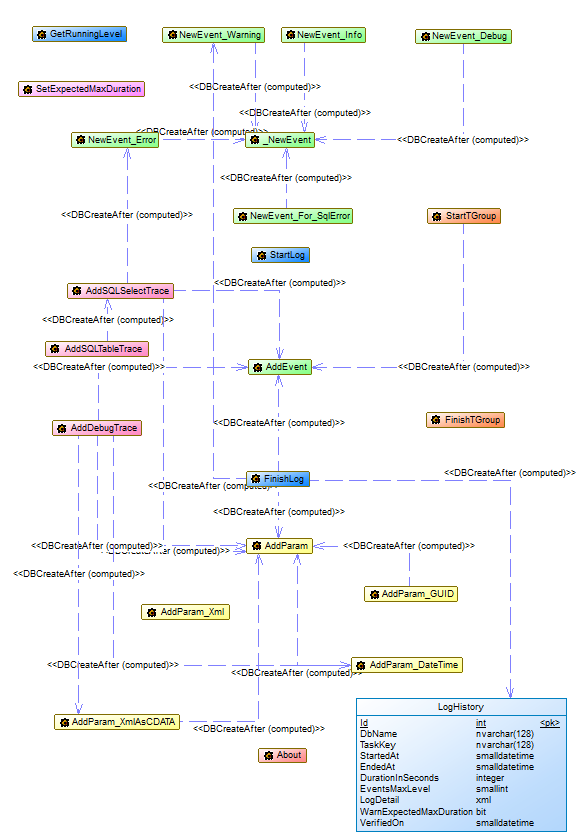 GetRunningLevel
NewEvent_Warning
NewEvent_Info
NewEvent_Debug
SetExpectedMaxDuration
<<DBCreateAfter (computed)>>
<<DBCreateAfter (computed)>>
NewEvent_Error
<<DBCreateAfter (computed)>>
_NewEvent
<<DBCreateAfter (computed)>>
<<DBCreateAfter (computed)>>
<<DBCreateAfter (computed)>>
NewEvent_For_SqlError
StartTGroup
StartLog
<<DBCreateAfter (computed)>>
AddSQLSelectTrace
<<DBCreateAfter (computed)>>
AddSQLTableTrace
<<DBCreateAfter (computed)>>
AddEvent
<<DBCreateAfter (computed)>>
AddDebugTrace
<<DBCreateAfter (computed)>>
FinishTGroup
<<DBCreateAfter (computed)>>
FinishLog
<<DBCreateAfter (computed)>>
<<DBCreateAfter (computed)>>
<<DBCreateAfter (computed)>>
<<DBCreateAfter (computed)>>
AddParam
<<DBCreateAfter (computed)>>
<<DBCreateAfter (computed)>>
AddParam_GUID
AddParam_Xml
<<DBCreateAfter (computed)>>
<<DBCreateAfter (computed)>>
AddParam_DateTime
AddParam_XmlAsCDATA
<<DBCreateAfter (computed)>>
About
LogHistory
Id int <pk>
DbName nvarchar(128)
TaskKey nvarchar(128)
StartedAt smalldatetime
EndedAt smalldatetime
DurationInSeconds integer
EventsMaxLevel smallint
LogDetail xml
WarnExpectedMaxDuration bit
VerifiedOn smalldatetime